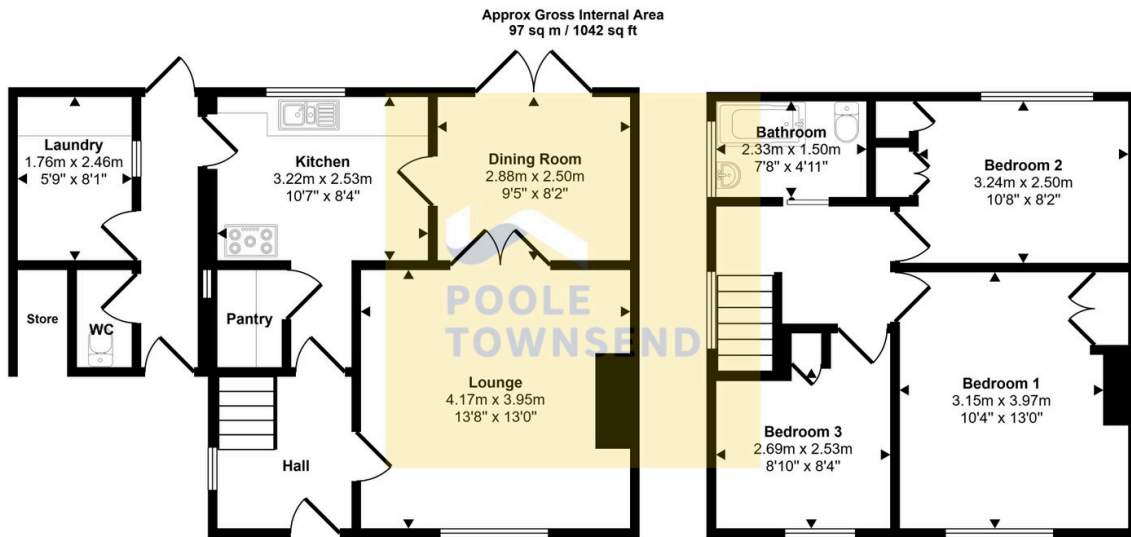 Approx Gross Internal Area
97 sq m / 1042 sq ft
Laundry
1.76m x 2.46m
5'9" x 8'1"
Kitchen
3.22m x 2.53m
10'7" x 8'4"
Dining Room
2.88m x 2.50m
9'5" x 8'2"
Store
WC
Pantry
POOLE
TOWNSEND
Lounge
4.17m x 3.95m
13'8" x 13'0"
Hall
Bathroom
2.33m x 1.50m
7'8" x 4'11"
Bedroom 2
3.24m x 2.50m
10'8" x 8'2"
Bedroom 1
3.15m x 3.97m
10'4" x 13'0"
Bedroom 3
2.69m x 2.53m
8'10" x 8'4"